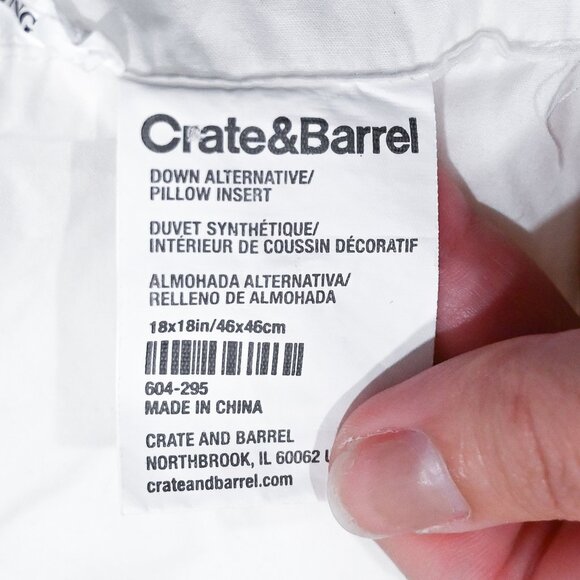 Crate&Barrel
DOWN ALTERNATIVE/
PILLOW INSERT
DUVET SYNTHÉTIQUE/
INTÉRIEUR DE COUSSIN DÉCORATIF
ALMOHADA ALTERNATIVA/
RELLENO DE ALMOHADA
18x18in/46x46cm
604-295
MADE IN CHINA
CRATE AND BARREL
NORTHBROOK, IL 60062
crateandbarrel.com